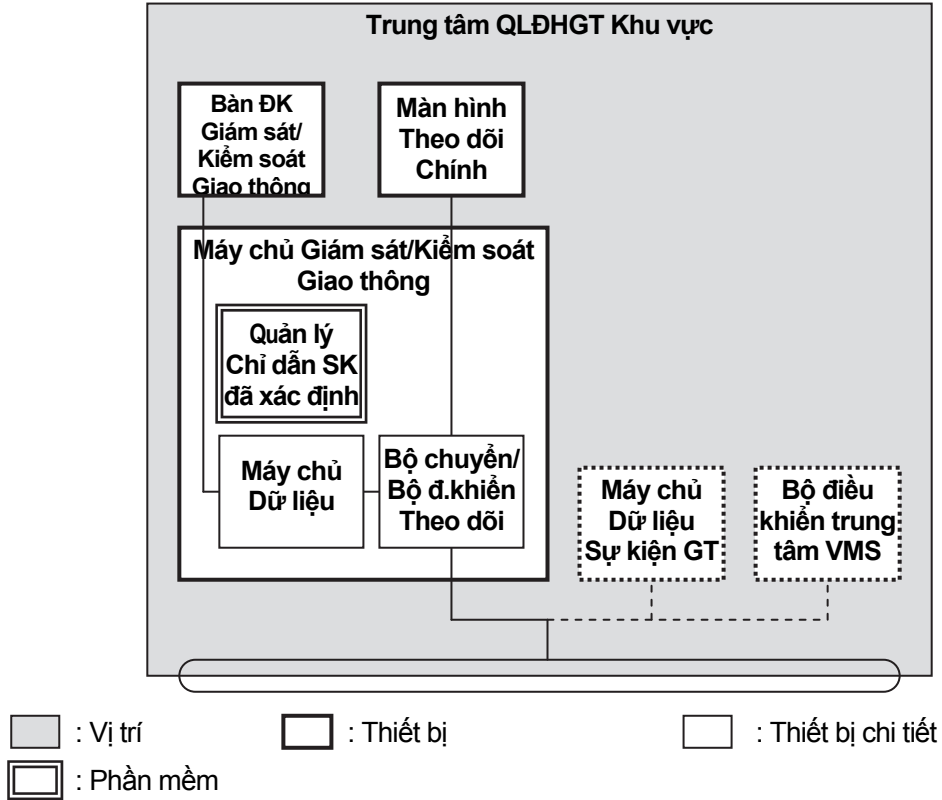 Trung tâm QLĐHGT Khu vực
Bàn ĐK
Giám sát/
Kiểm soát
Giao thông
Màn hình
Theo dõi
Chính
Máy chủ Giám sát/Kiểm soát
Giao thông
Quản lý
Chỉ dẫn SK
đã xác định
Máy chủ
Dữ liệu
Bộ chuyển/
Bộ đ.khiển
Theo dõi
Máy chủ
Dữ liệu
Sự kiện GT
Bộ điều
khiển trung
tâm VMS
: Vị trí
: Thiết bị
: Thiết bị chi tiết
: Phần mềm